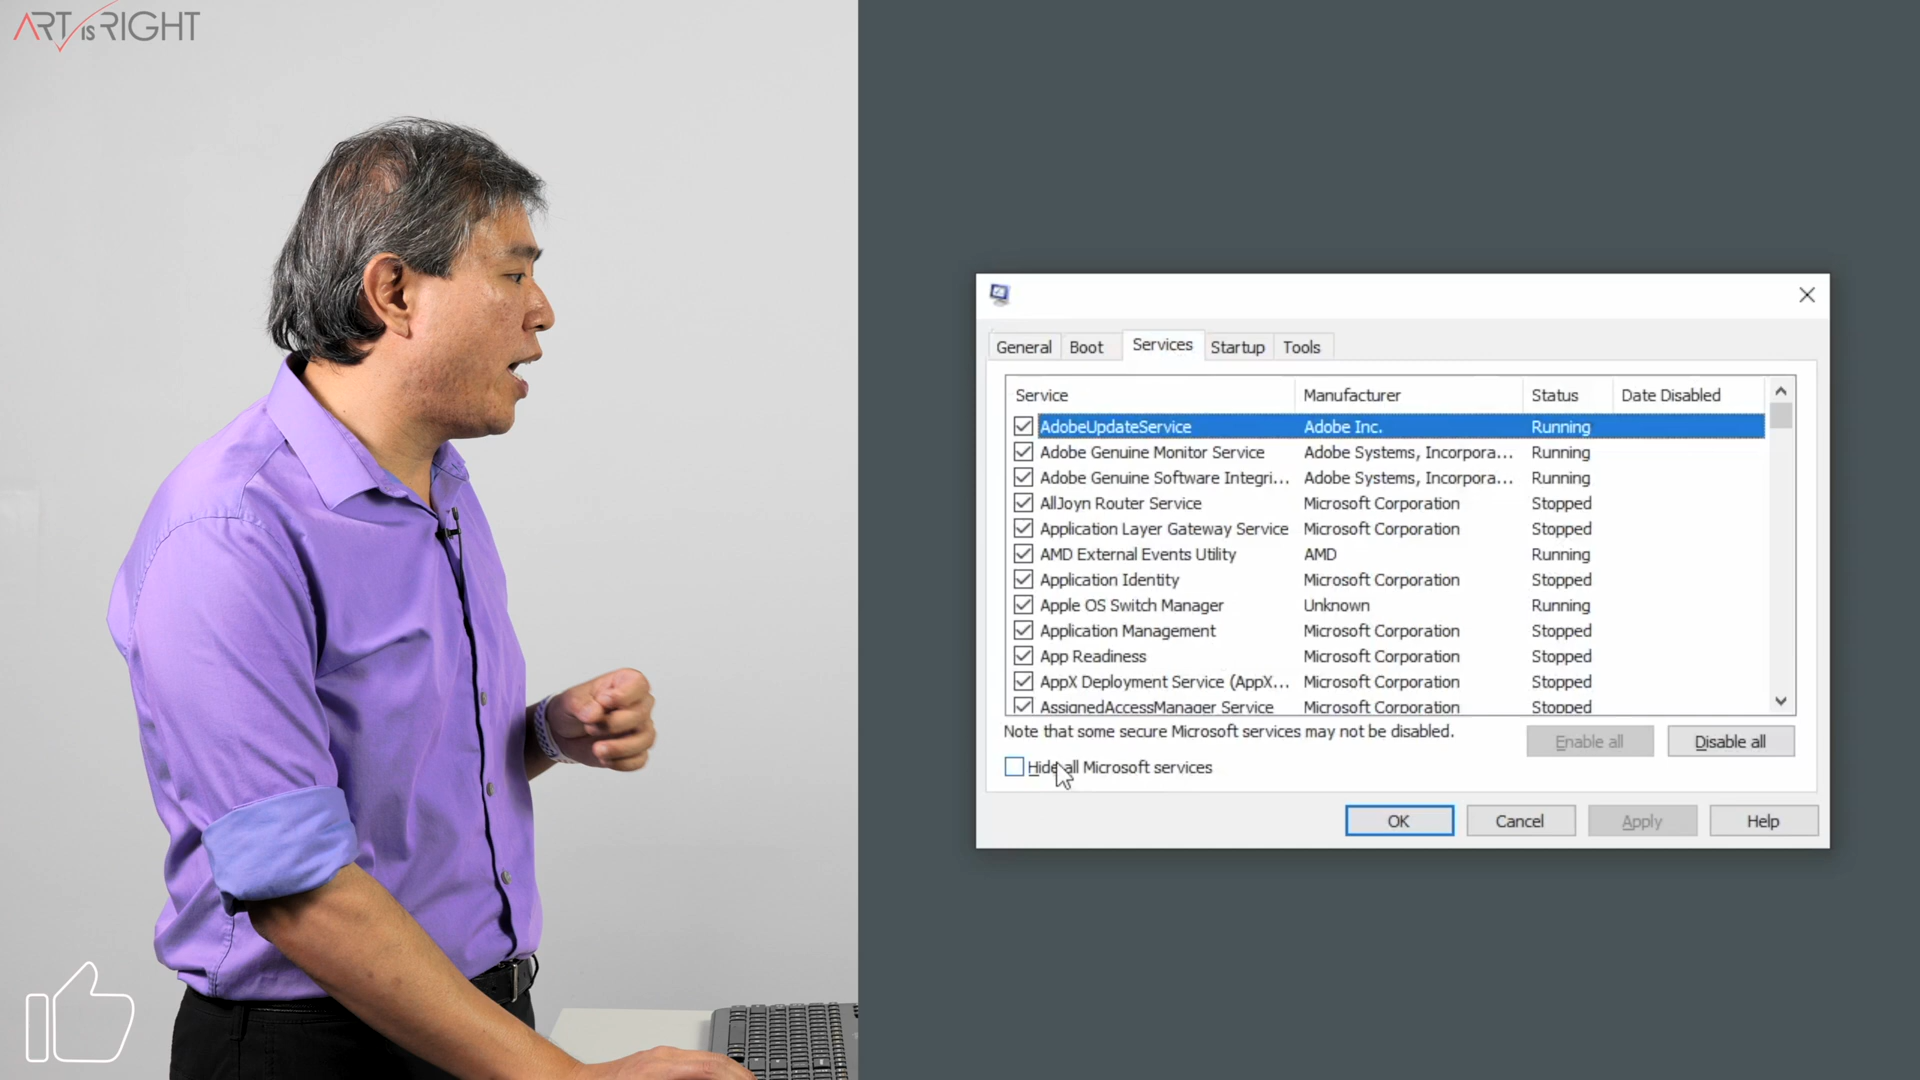 ART is RIGHT
General Boot Services Startup Tools
Service Manufacturer Status Date Disabled
AdobeUpdateService Adobe Inc. Running
Adobe Genuine Monitor Service Adobe Systems, Incorpora... Running
Adobe Genuine Software Integri... Adobe Systems, Incorpora... Running
AllJoyn Router Service Microsoft Corporation Stopped
Application Layer Gateway Service Microsoft Corporation Stopped
AMD External Events Utility AMD Running
Application Identity Microsoft Corporation Stopped
Apple OS Switch Manager Unknown Running
Application Management Microsoft Corporation Stopped
App Readiness Microsoft Corporation Stopped
AppX Deployment Service (AppX... Microsoft Corporation Stopped
AssignedAccessManager Service Microsoft Corporation Stopped
Note that some secure Microsoft services may not be disabled.
Enable all Disable all
Hide all Microsoft services
OK Cancel Apply Help